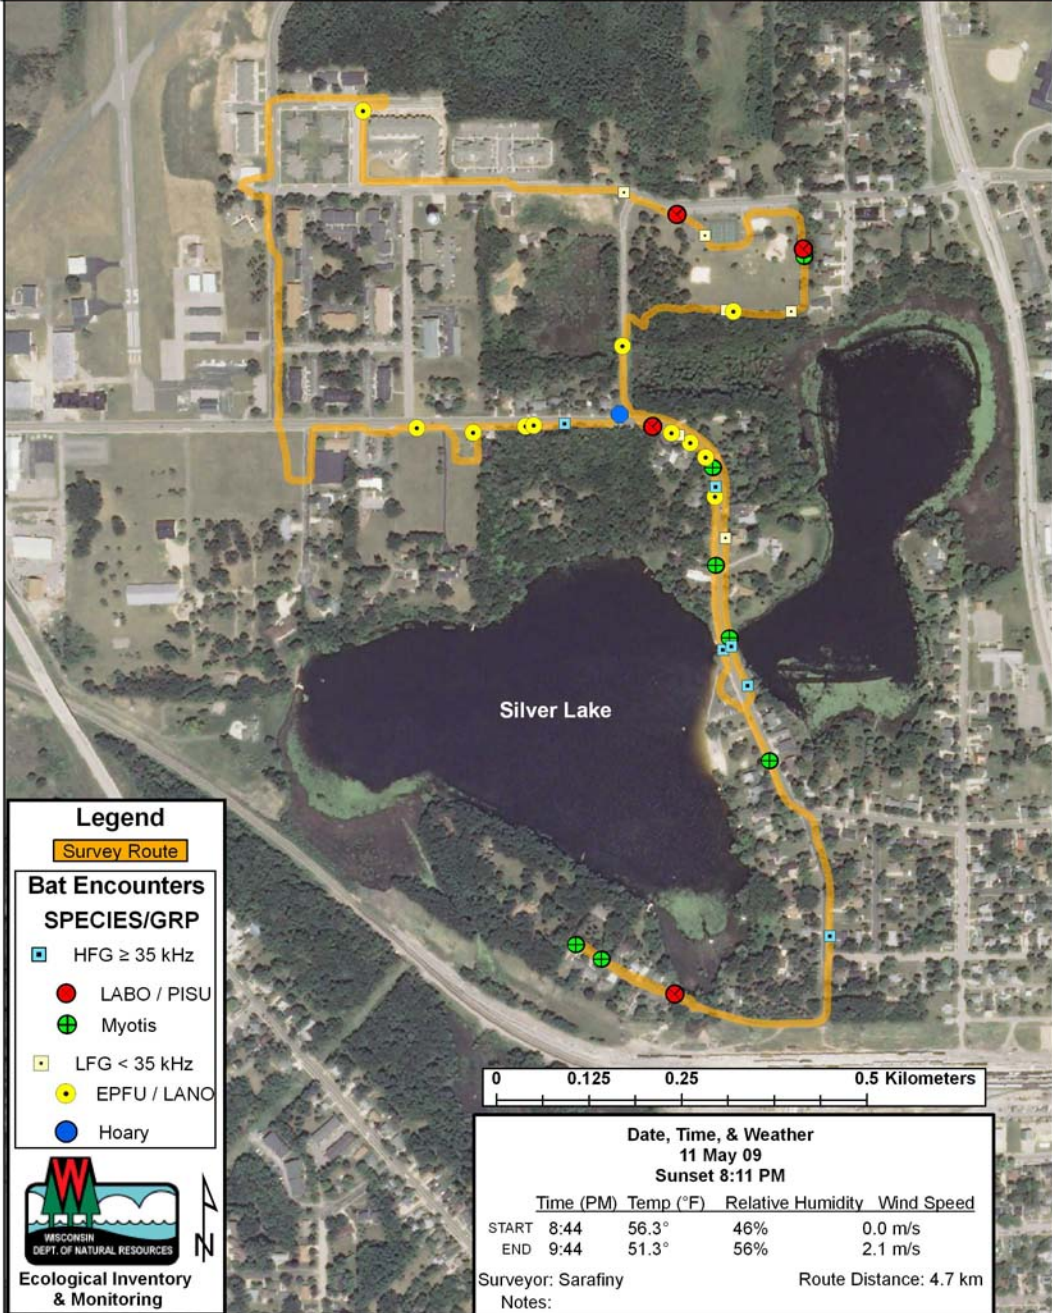 Silver Lake
Legend
Survey Route
Bat Encounters
SPECIES/GRP
HFG ≥ 35 kHz
LABO / PISU
Myotis
LFG < 35 kHz
EPFU / LANO
Hoary
W
WISCONSIN
DEPT. OF NATURAL RESOURCES
N
Ecological Inventory
& Monitoring
0 0.125 0.25 0.5 Kilometers
Date, Time, & Weather
11 May 09
Sunset 8:11 PM
Time (PM) Temp (°F) Relative Humidity Wind Speed
START 8:44 56.3° 46% 0.0 m/s
END 9:44 51.3° 56% 2.1 m/s
Surveyor: Sarafiny Route Distance: 4.7 km
Notes: